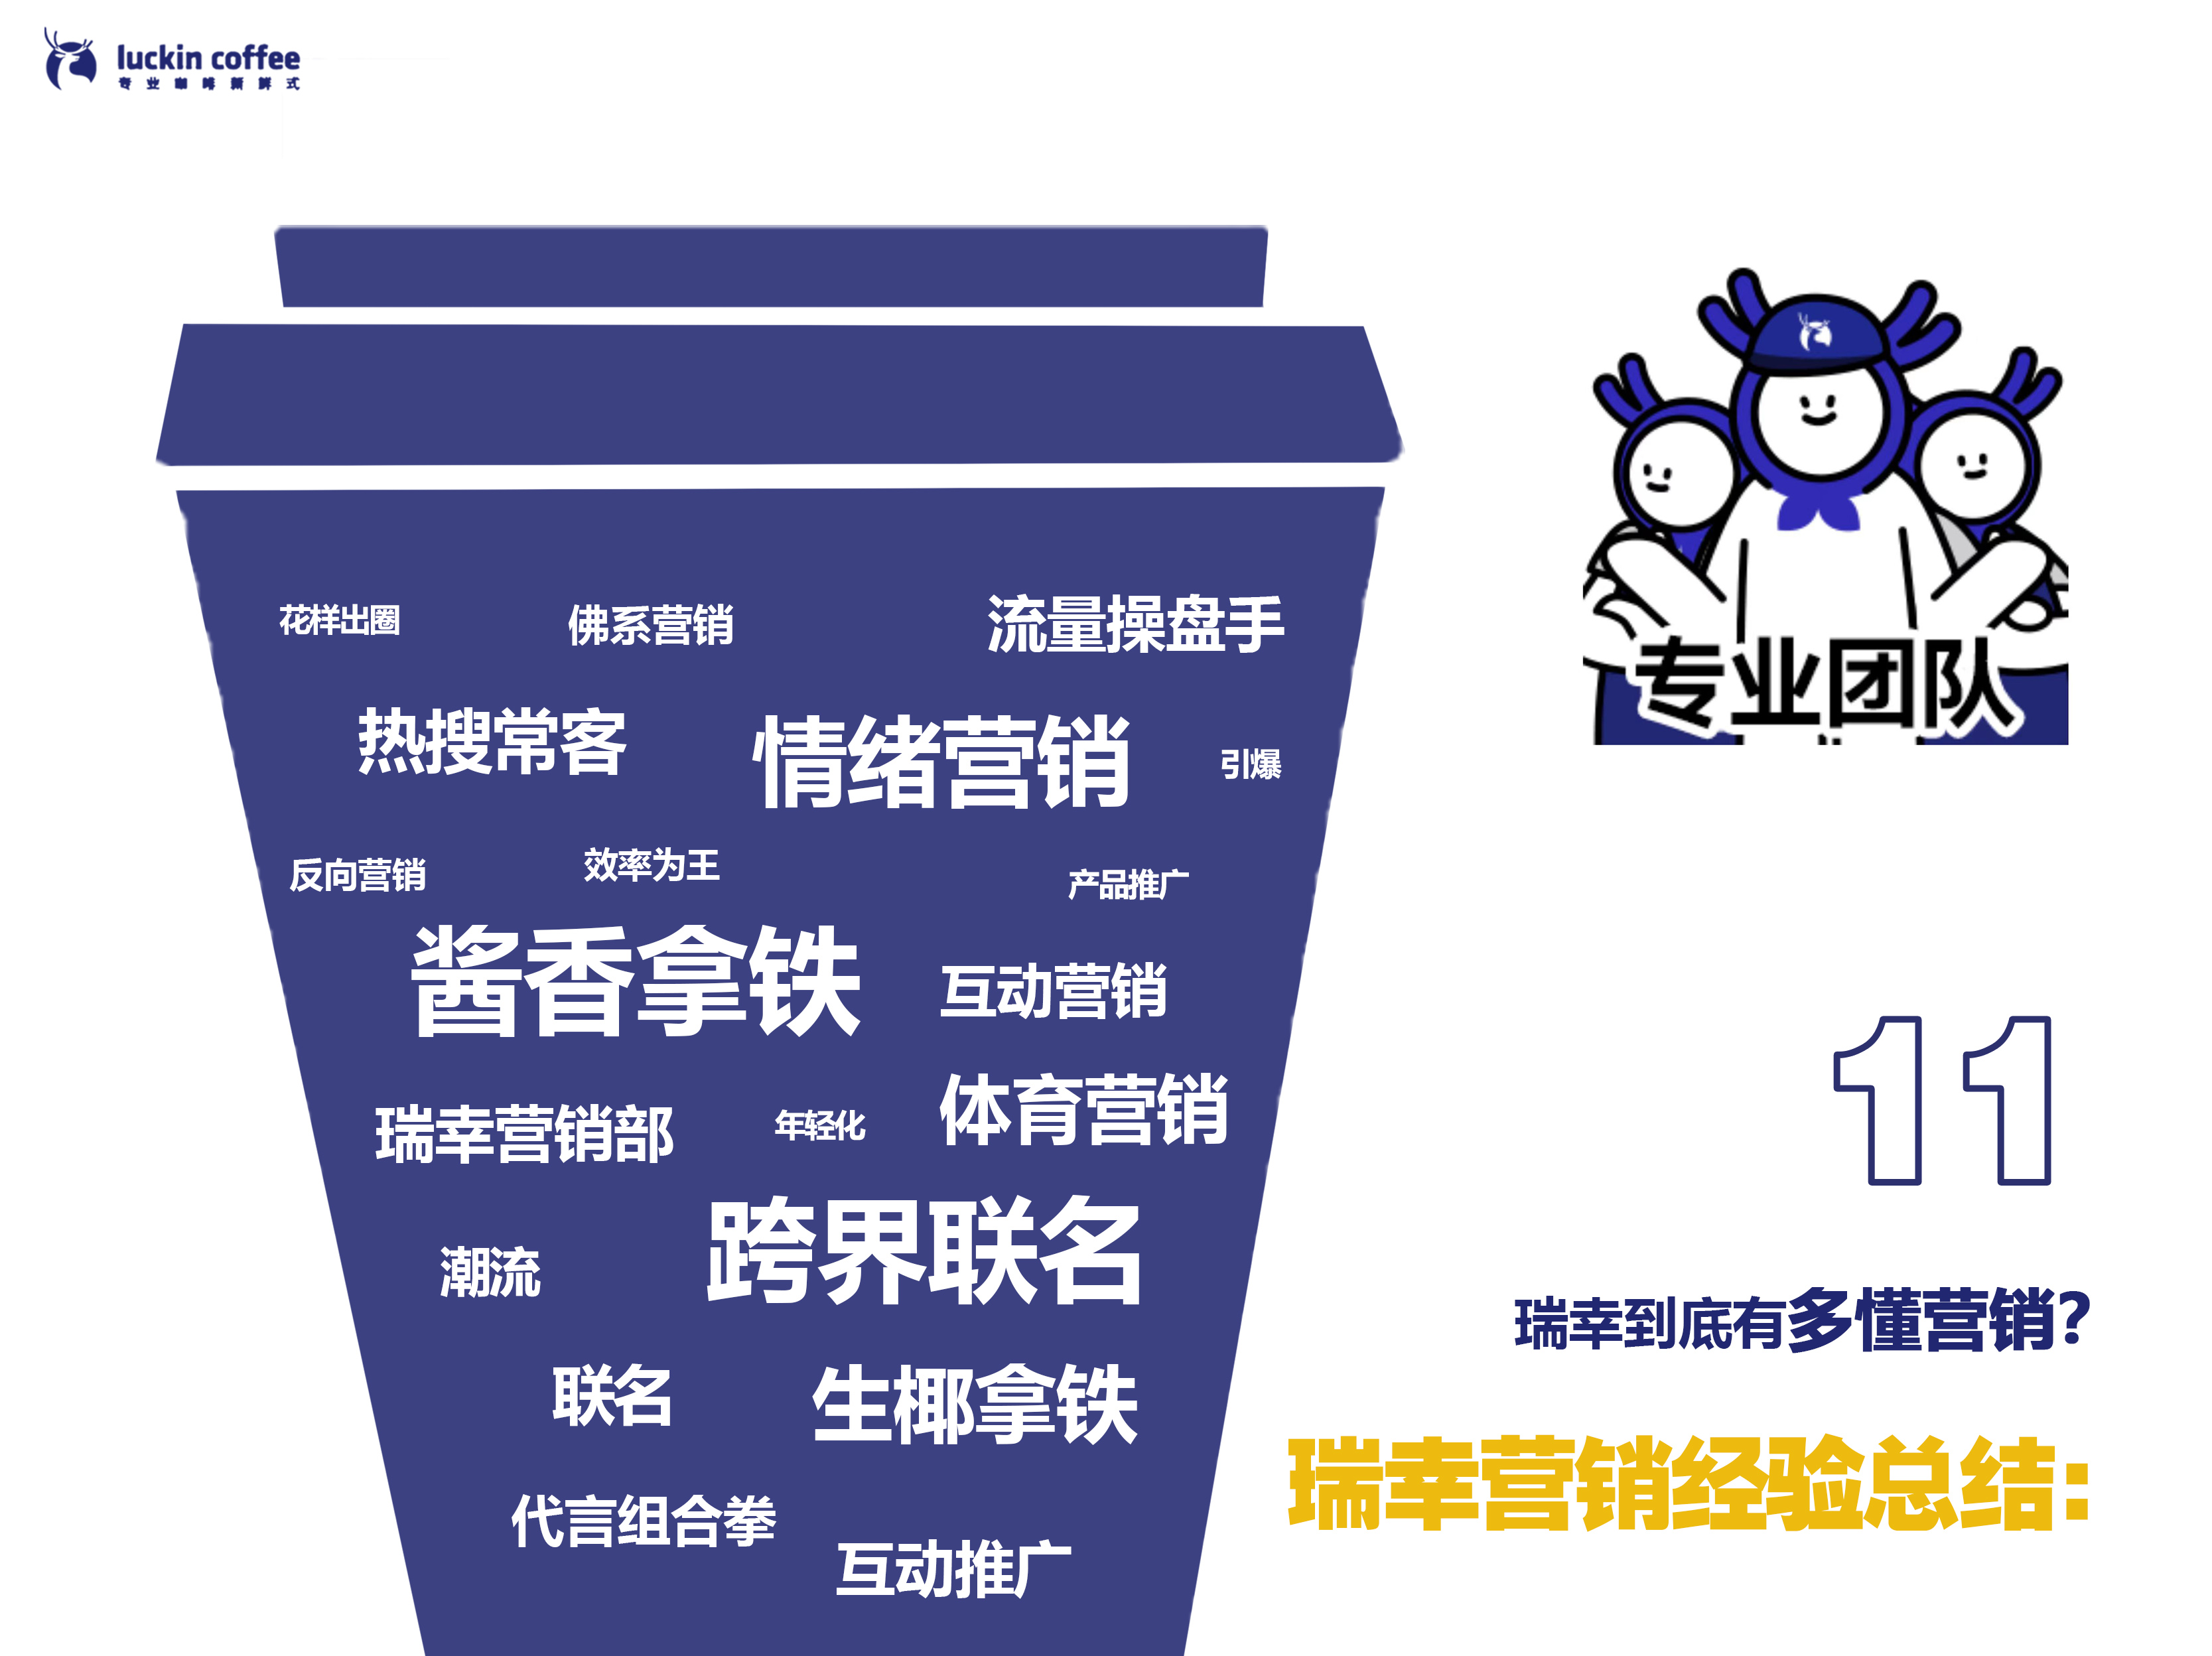 luckin coffee
专业咖啡新鲜式
花样出圈
佛系营销
流量操盘手
热搜常客
情绪营销
引爆
反向营销
效率为王
产品推广
酱香拿铁
互动营销
体育营销
瑞幸营销部
年轻化
跨界联名
潮流
联名
生椰拿铁
代言组合拳
互动推广
专业团队
11
瑞幸到底有多懂营销?
瑞幸营销经验总结: